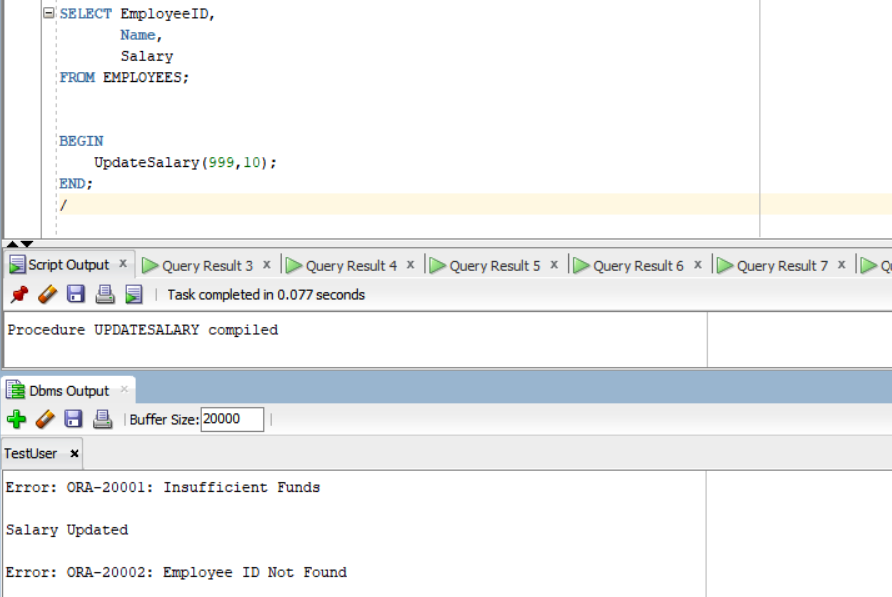 SELECT EmployeeID,
Name,
Salary
FROM EMPLOYEES;
BEGIN
UpdateSalary(999,10);
END;
/
Script Output x Query Result 3 x Query Result 4 x Query Result 5 x Query Result 6 x Query Result 7 x Q
Task completed in 0.077 seconds
Procedure UPDATESALARY compiled
Dbms Output x
Buffer Size: 20000
TestUser x
Error: ORA-20001: Insufficient Funds
Salary Updated
Error: ORA-20002: Employee ID Not Found